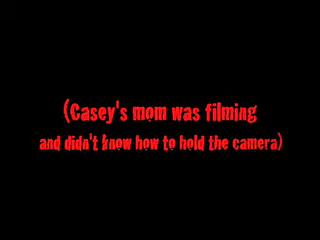 (Casey's mom was filming
and didn't know how to hold the camera)